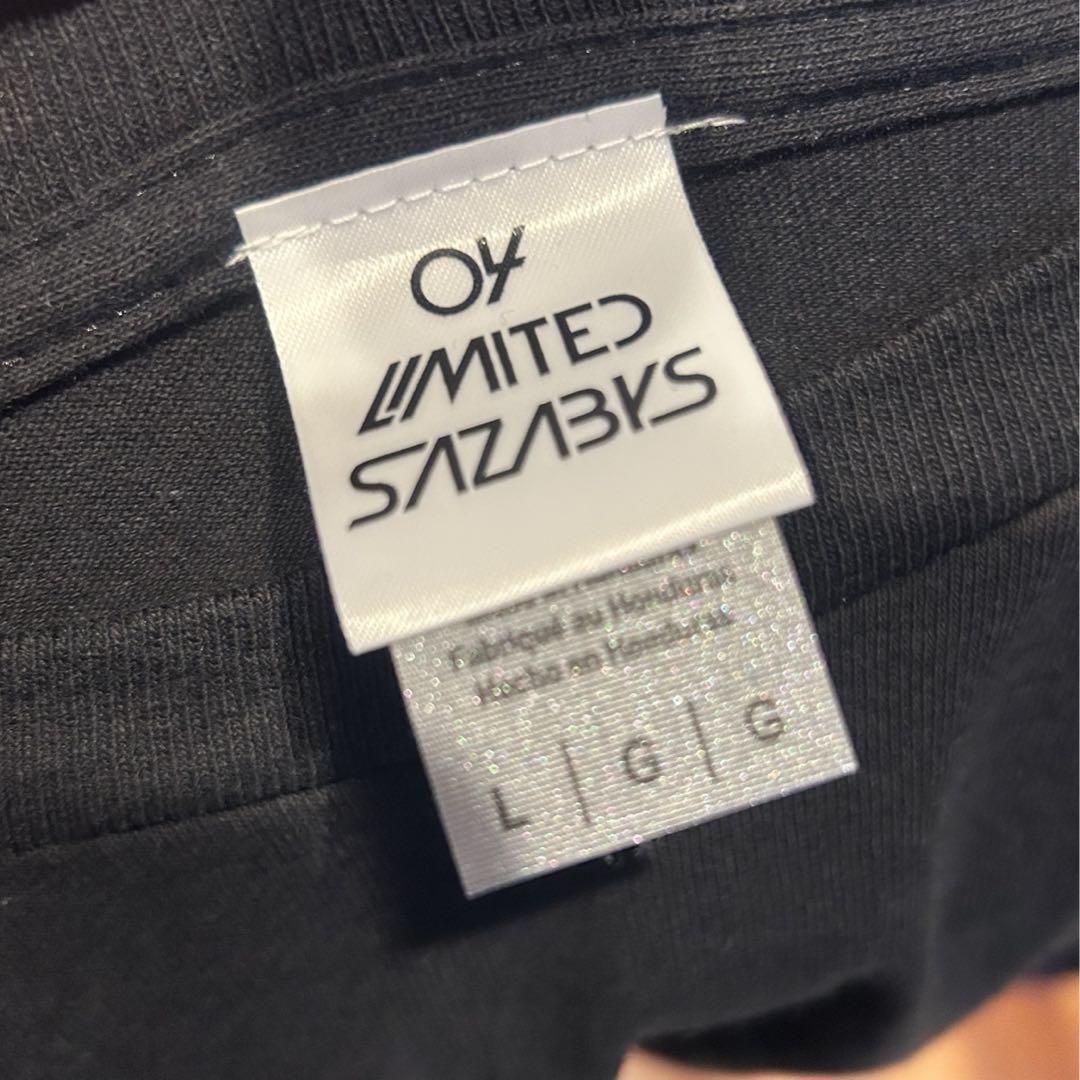 04
LIMITED
SAZABYS
Fabriqué au Honduras
Hecho en Honduras
L | G | G